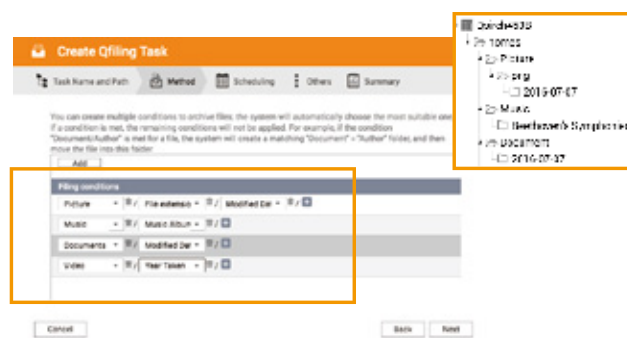 Create Qfiling Task
Task Name and Path
Method
Scheduling
Others
Summary
You can create multiple conditions to archive files, the system will automatically choose the most suitable one.
If a condition is met, the remaining conditions will not be applied. For example, if the condition
"Document/Author" is met for a file, the system will create a matching "Document" > "Author" folder, and then
move the file into this folder
Add
Filing conditions
Picture / File extensio / Modified Dat /
Music / Music Album /
Documents / Modified Dat /
Video / Year Taken /
Cancel
Back
Next
homes
Picture
png
2016-07-07
Music
Beethoven's Symphonies
Document
2016-07-07